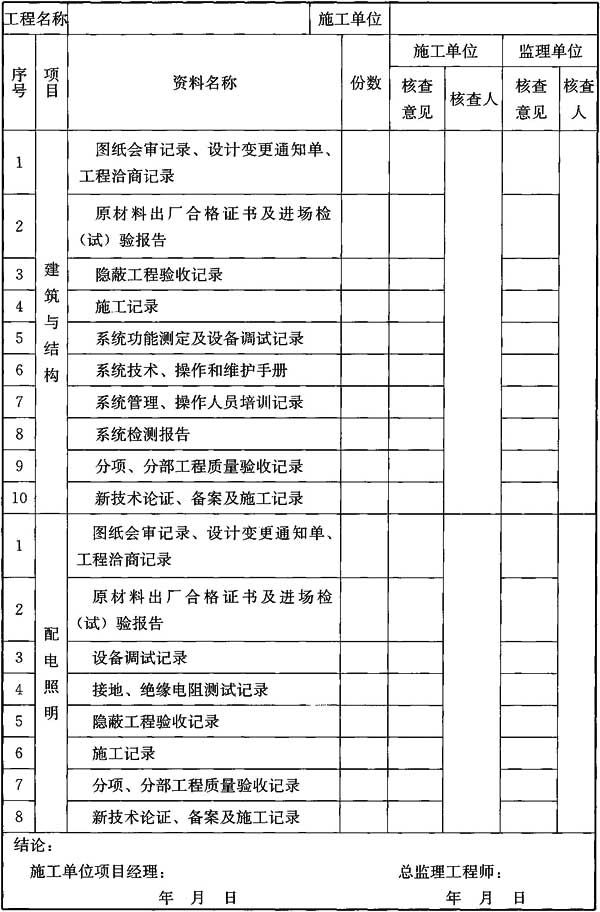 工程名称 施工单位
序号 项目 资料名称 份数 施工单位 监理单位
核查意见 核查人 核查意见 核查人
建筑与结构
1 图纸会审记录、设计变更通知单、
工程洽商记录
2 原材料出厂合格证书及进场检
（试）验报告
3 隐蔽工程验收记录
4 施工记录
5 系统功能测定及设备调试记录
6 系统技术、操作和维护手册
7 系统管理、操作人员培训记录
8 系统检测报告
9 分项、分部工程质量验收记录
10 新技术论证、备案及施工记录
配电照明
1 图纸会审记录、设计变更通知单、
工程洽商记录
2 原材料出厂合格证书及进场检
（试）验报告
3 设备调试记录
4 接地、绝缘电阻测试记录
5 隐蔽工程验收记录
6 施工记录
7 分项、分部工程质量验收记录
8 新技术论证、备案及施工记录
结论：
施工单位项目经理： 总监理工程师：
年 月 日 年 月 日